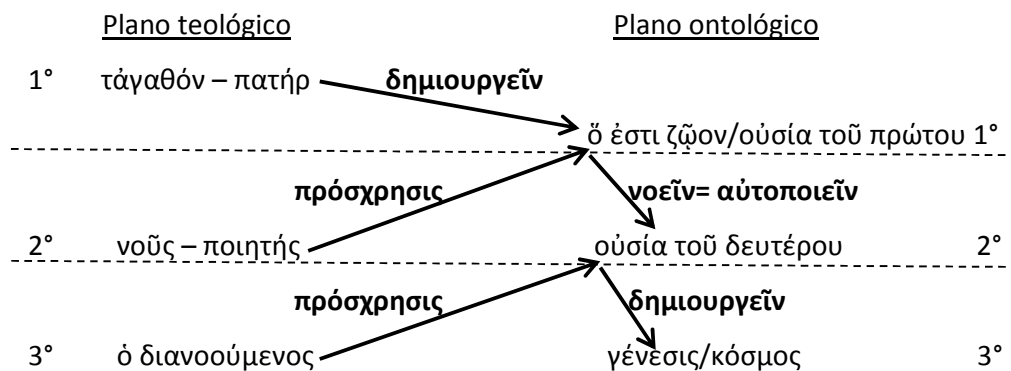 Plano teológico Plano ontológico
1° τἀγαθόν – πατήρ δημιουργεῖν
ὅ ἐστι ζῷον/οὐσία τοῦ πρώτου 1°
πρόσχρησις νοεῖν= αὐτοποιεῖν
2° νοῦς – ποιητής οὐσία τοῦ δευτέρου 2°
πρόσχρησις δημιουργεῖν
3° ὁ διανοούμενος γένεσις/κόσμος 3°